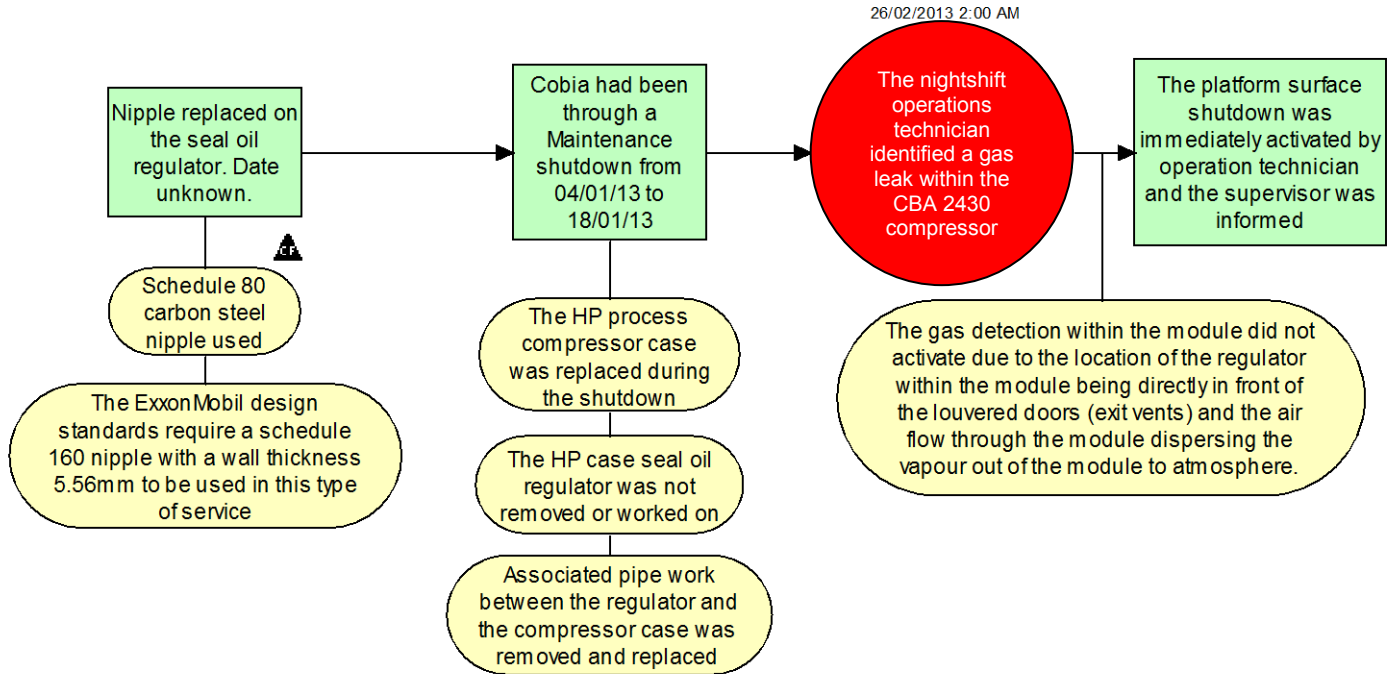 26/02/2013 2:00 AM
Nipple replaced on
the seal oil
regulator. Date
unknown.
Cobia had been
through a
Maintenance
shutdown from
04/01/13 to
18/01/13
The nightshift
operations
technician
identified a gas
leak within the
CBA 2430
compressor
The platform surface
shutdown was
immediately activated by
operation technician
and the supervisor was
informed
CF
Schedule 80
carbon steel
nipple used
The ExxonMobil design
standards require a schedule
160 nipple with a wall thickness
5.56mm to be used in this type
of service
The HP process
compressor case
was replaced during
the shutdown
The HP case seal oil
regulator was not
removed or worked on
Associated pipe work
between the regulator and
the compressor case was
removed and replaced
The gas detection within the module did not
activate due to the location of the regulator
within the module being directly in front of
the louvered doors (exit vents) and the air
flow through the module dispersing the
vapour out of the module to atmosphere.